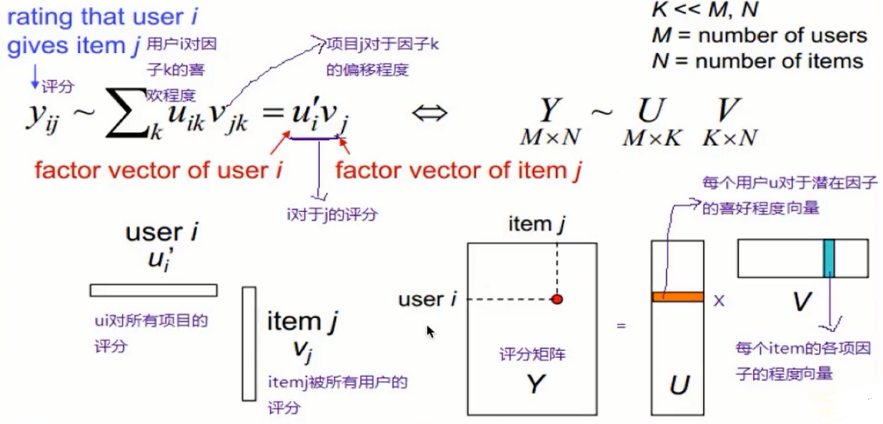 rating that user i
gives item j
用户i对因
子k的喜
欢程度
项目j对于因子k
的偏移程度
K << M, N
M = number of users
N = number of items
评分
y_ij ~ ∑_k u_ik v_jk = u'_i v_j ⇔ Y ~ U V
M×N M×K K×N
factor vector of user i
factor vector of item j
i对于j的评分
每个用户u对于潜在因子
的喜好程度向量
user i
u_i'
ui对所有项目的
评分
item j
v_j
itemj被所有用户的
评分
item j
user i
评分矩阵
Y
=
U
x
V
每个item的各项因
子的程度向量